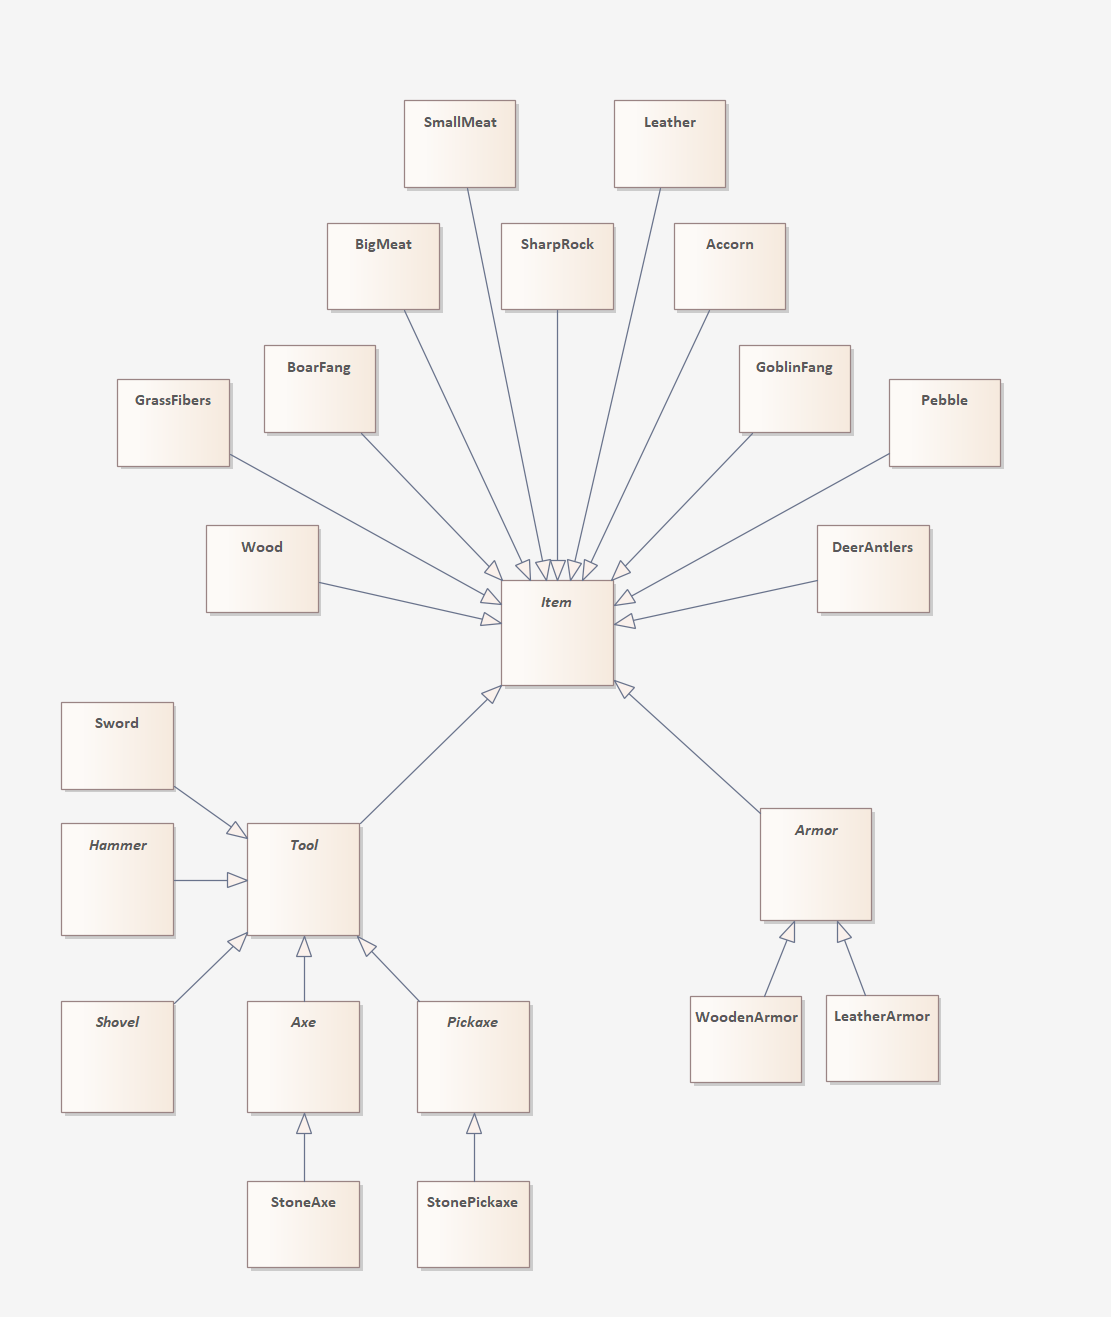 SmallMeat
Leather
BigMeat
SharpRock
Accorn
BoarFang
GoblinFang
GrassFibers
Pebble
Wood
DeerAntlers
Item
Sword
Hammer
Tool
Armor
Shovel
Axe
Pickaxe
WoodenArmor
LeatherArmor
StoneAxe
StonePickaxe